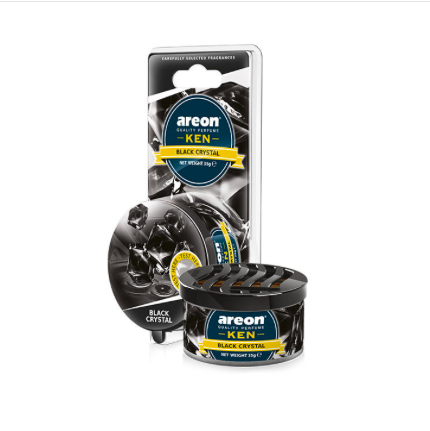 CAREFULLY SELECTED FRAGRANCES
areon
QUALITY PERFUME
KEN
BLACK CRYSTAL
NET WEIGHT 35g ℮
BLACK
CRYSTAL
areon
QUALITY PERFUME
KEN
BLACK CRYSTAL
NET WEIGHT 35g ℮